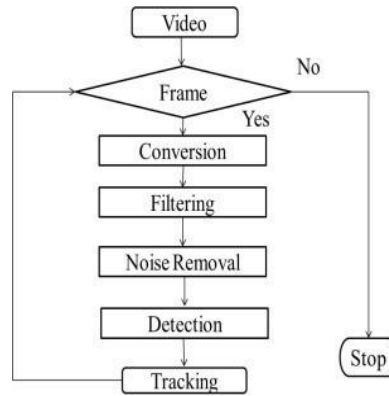 Video
No
Frame
Yes
Conversion
Filtering
Noise Removal
Detection
Stop
Tracking